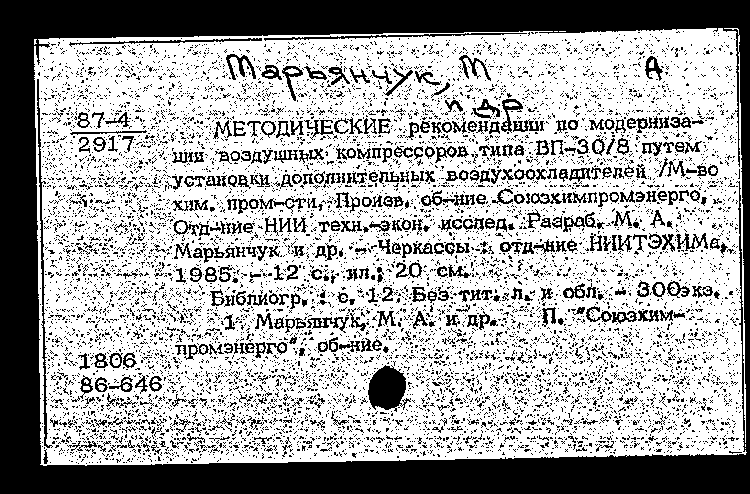 Марьянчук, М
А
и др.
87-4
2917
МЕТОДИЧЕСКИЕ рекомендации по модерниза-
ции воздушных компрессоров типа ВП-30/8 путем
установки дополнительных воздухоохладителей /М-во
хим. пром-сти, Произв. об-ние Союзхимпромэнерго,
Отд-ние НИИ техн.-экон. исслед. Разраб. М. А.
Марьянчук и др. - Черкассы : отд-ние НИИТЭХИМа,
1985. - 12 с., ил.; 20 см.
Библиогр. : с. 12. Без тит. л. и обл. - 300экз.
1. Марьянчук, М. А. и др. П. "Союзхим-
промэнерго", об-ние.
1806
86-646